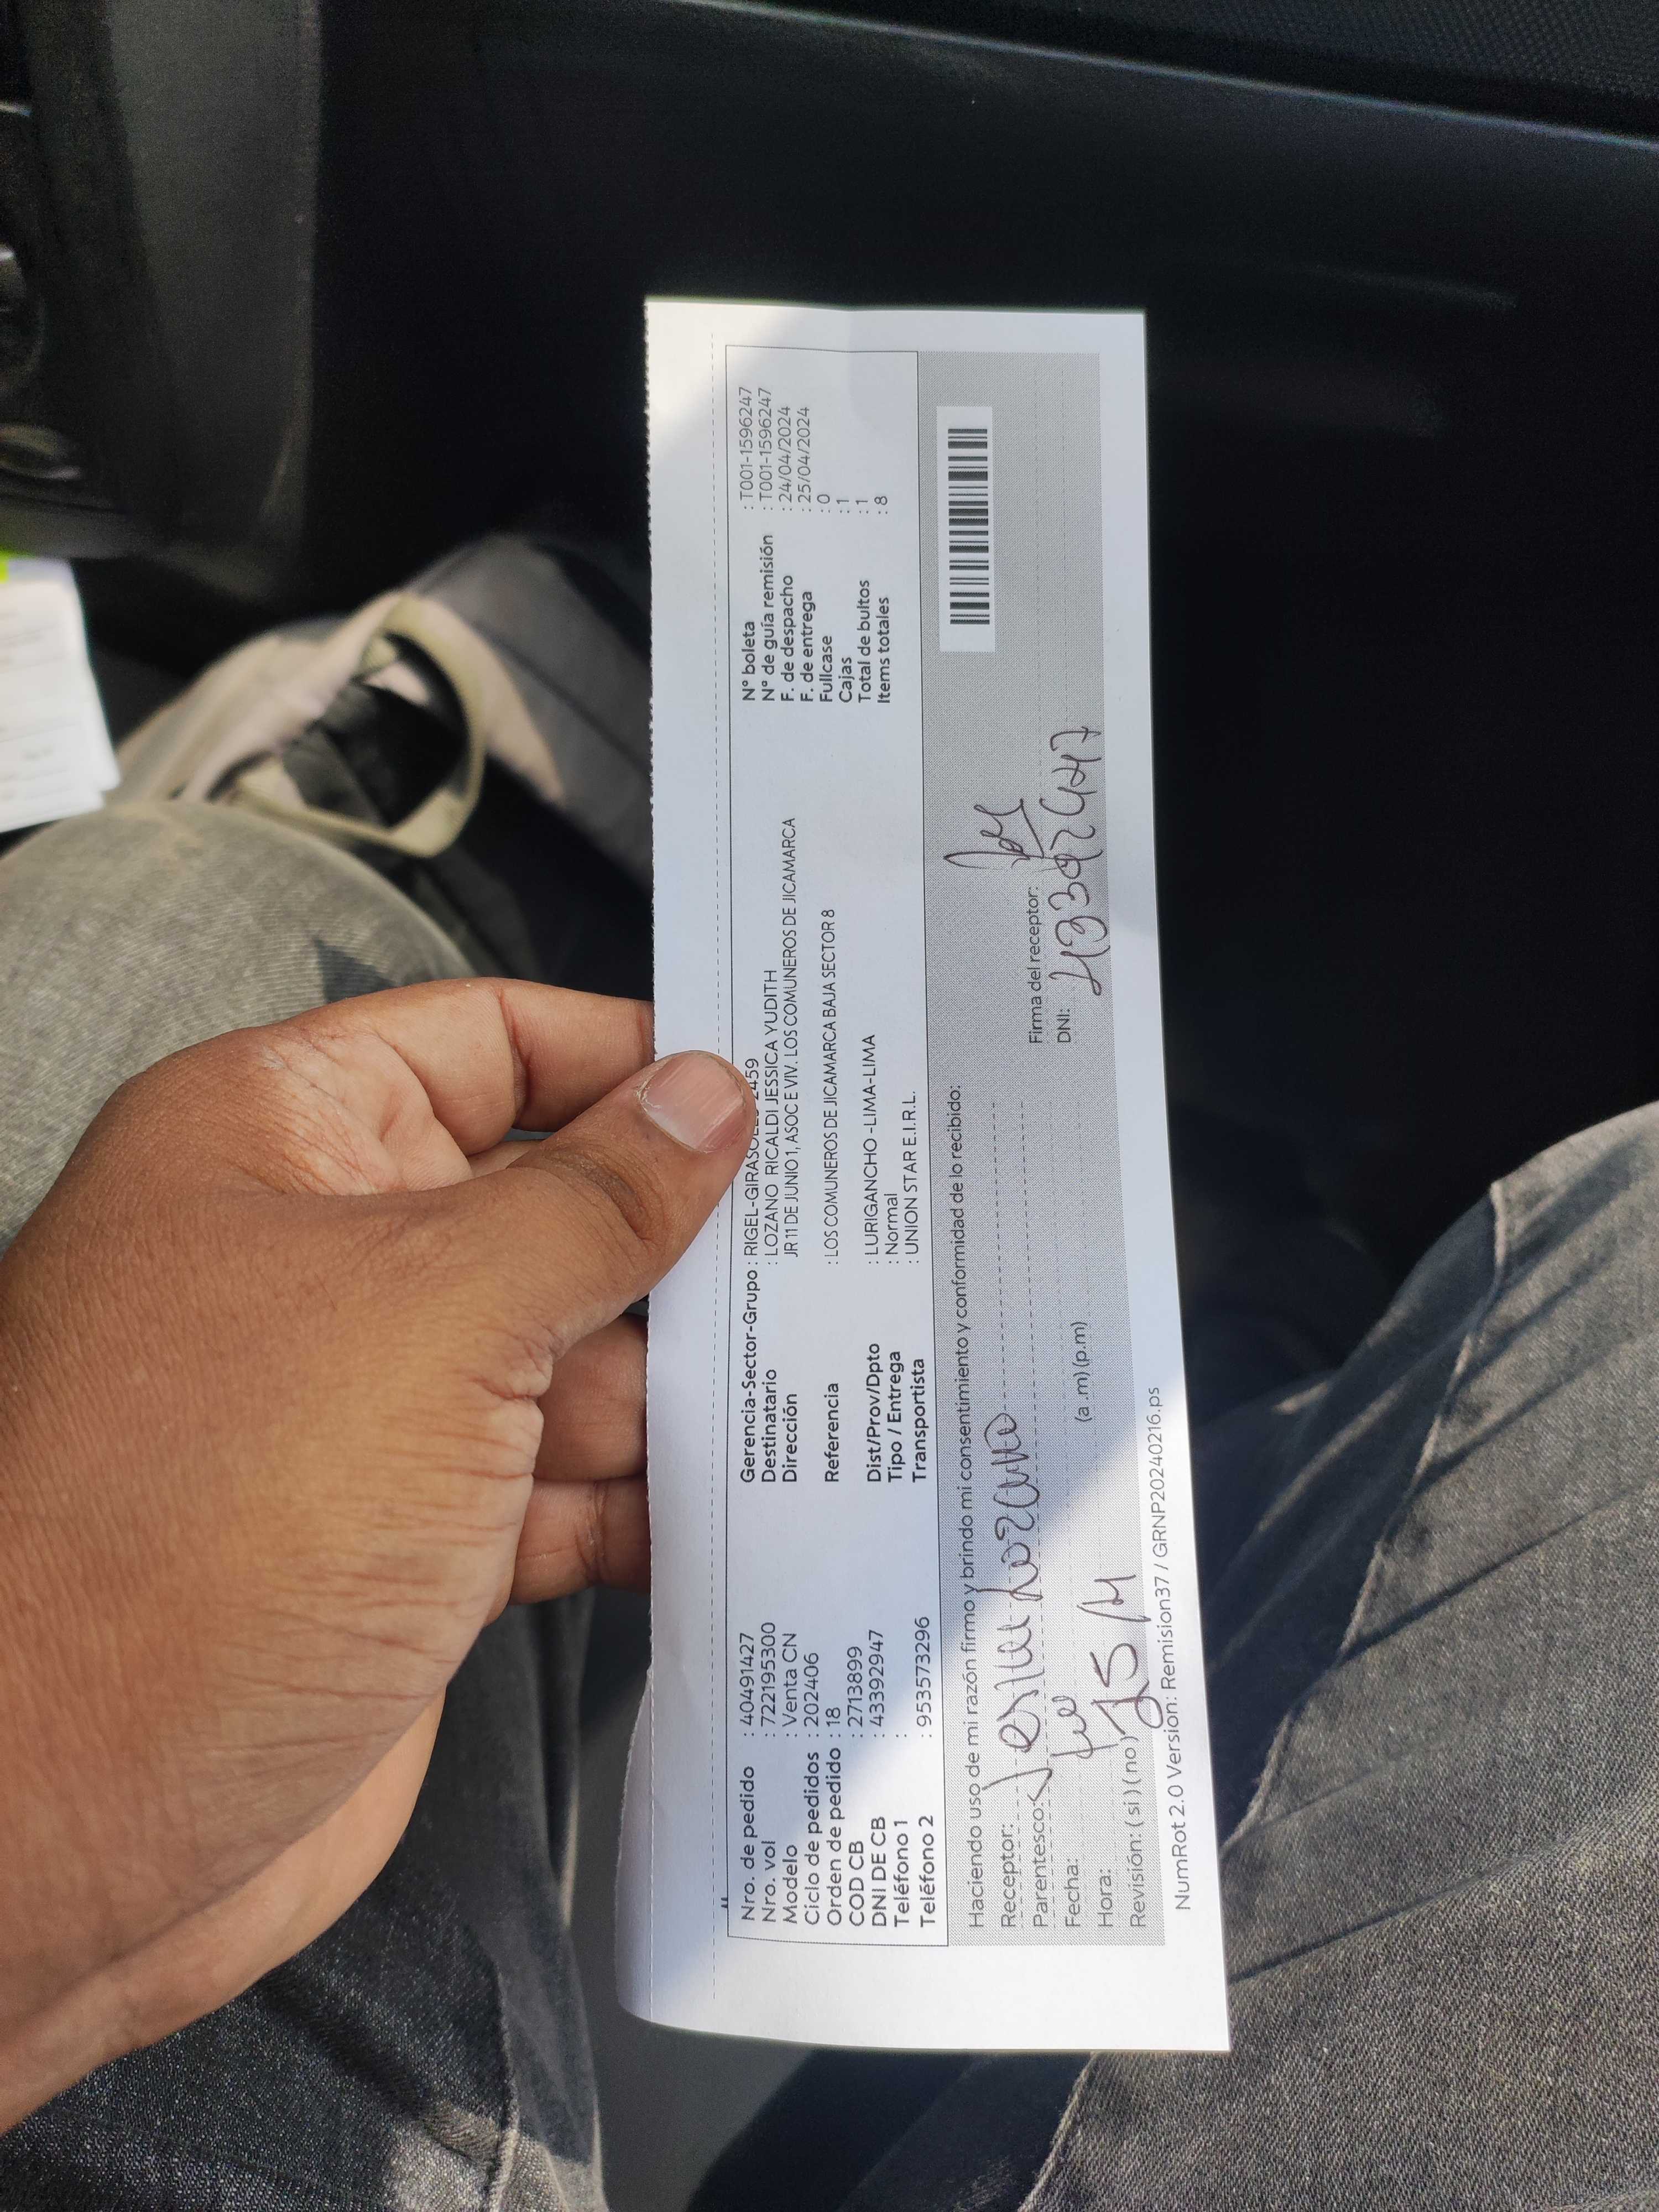 Nro. de pedido : 40491427
Nro. vol : 722195300
Modelo : Venta CN
Ciclo de pedidos : 202406
Orden de pedido : 18
COD CB : 2713899
DNI DE CB : 43392947
Teléfono 1 :
Teléfono 2 : 953573296
Gerencia-Sector-Grupo : RIGEL-GIRASOLES 2459
Destinatario : LOZANO RICALDI JESSICA YUDITH
Dirección JR 11 DE JUNIO 1, ASOC E VIV. LOS COMUNEROS DE JICAMARCA
Referencia : LOS COMUNEROS DE JICAMARCA BAJA SECTOR 8
Dist/Prov/Dpto : LURIGANCHO -LIMA-LIMA
Tipo / Entrega : Normal
Transportista : UNION STAR E.I.R.L.
N° boleta : T001-1596247
N° de guía remisión : T001-1596247
F. de despacho : 24/04/2024
F. de entrega : 25/04/2024
Fullcase : 0
Cajas : 1
Total de bultos : 1
Items totales : 8
Haciendo uso de mi razón firmo y brindo mi consentimiento y conformidad de lo recibido:
Receptor: Lozano
Parentesco:
Fecha:
Hora: 25/4 (a .m) (p.m)
Revisión: ( si ) ( no )
Firma del receptor:
DNI: 43392947
NumRot 2.0 Version: Remision37 / GRNP20240216.ps